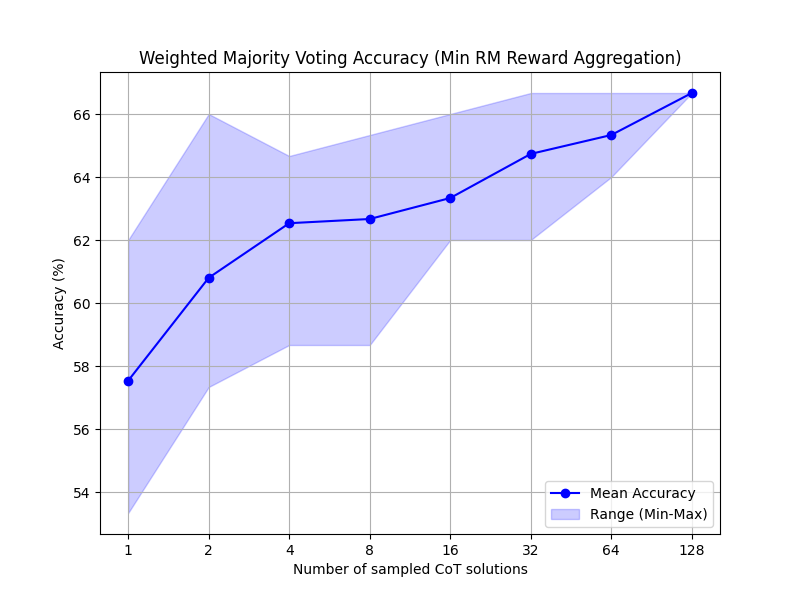 Weighted Majority Voting Accuracy (Min RM Reward Aggregation)
66
64
62
60
58
56
54
Accuracy (%)
Mean Accuracy
Range (Min-Max)
1 2 4 8 16 32 64 128
Number of sampled CoT solutions